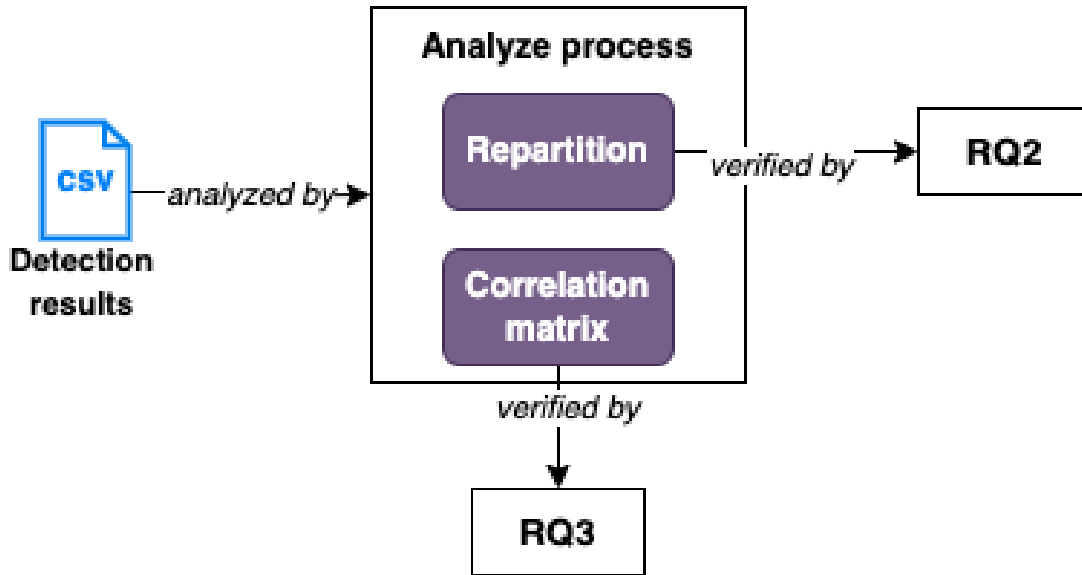 Analyze process
Repartition
verified by
RQ2
CSV
analyzed by
Detection
results
Correlation
matrix
verified by
RQ3